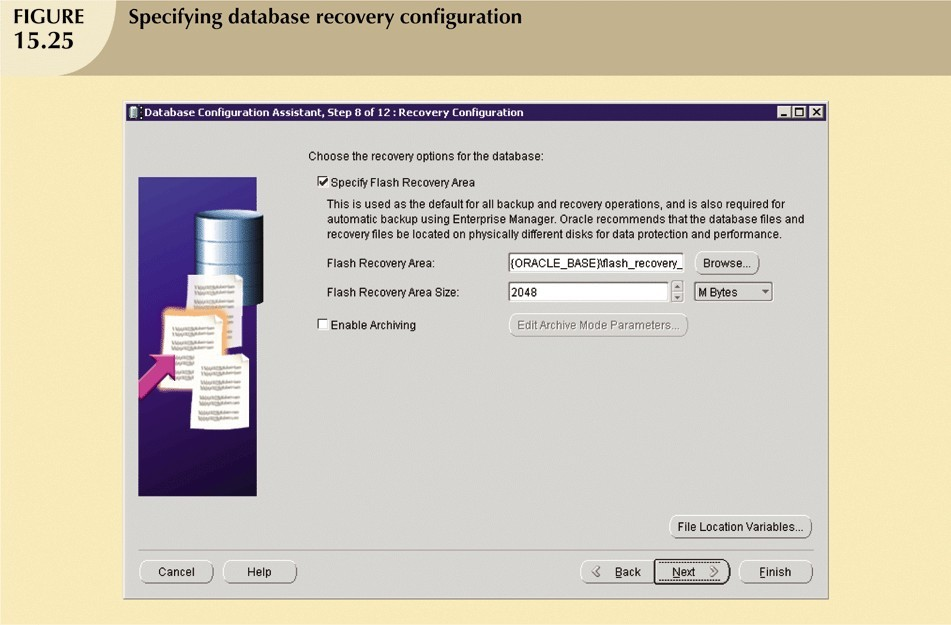 FIGURE
15.25
Specifying database recovery configuration
Database Configuration Assistant, Step 8 of 12 : Recovery Configuration
Choose the recovery options for the database:
Specify Flash Recovery Area
This is used as the default for all backup and recovery operations, and is also required for
automatic backup using Enterprise Manager. Oracle recommends that the database files and
recovery files be located on physically different disks for data protection and performance.
Flash Recovery Area: {ORACLE_BASE}\flash_recovery_ Browse...
Flash Recovery Area Size: 2048 M Bytes
Enable Archiving Edit Archive Mode Parameters...
File Location Variables...
Cancel Help Back Next Finish